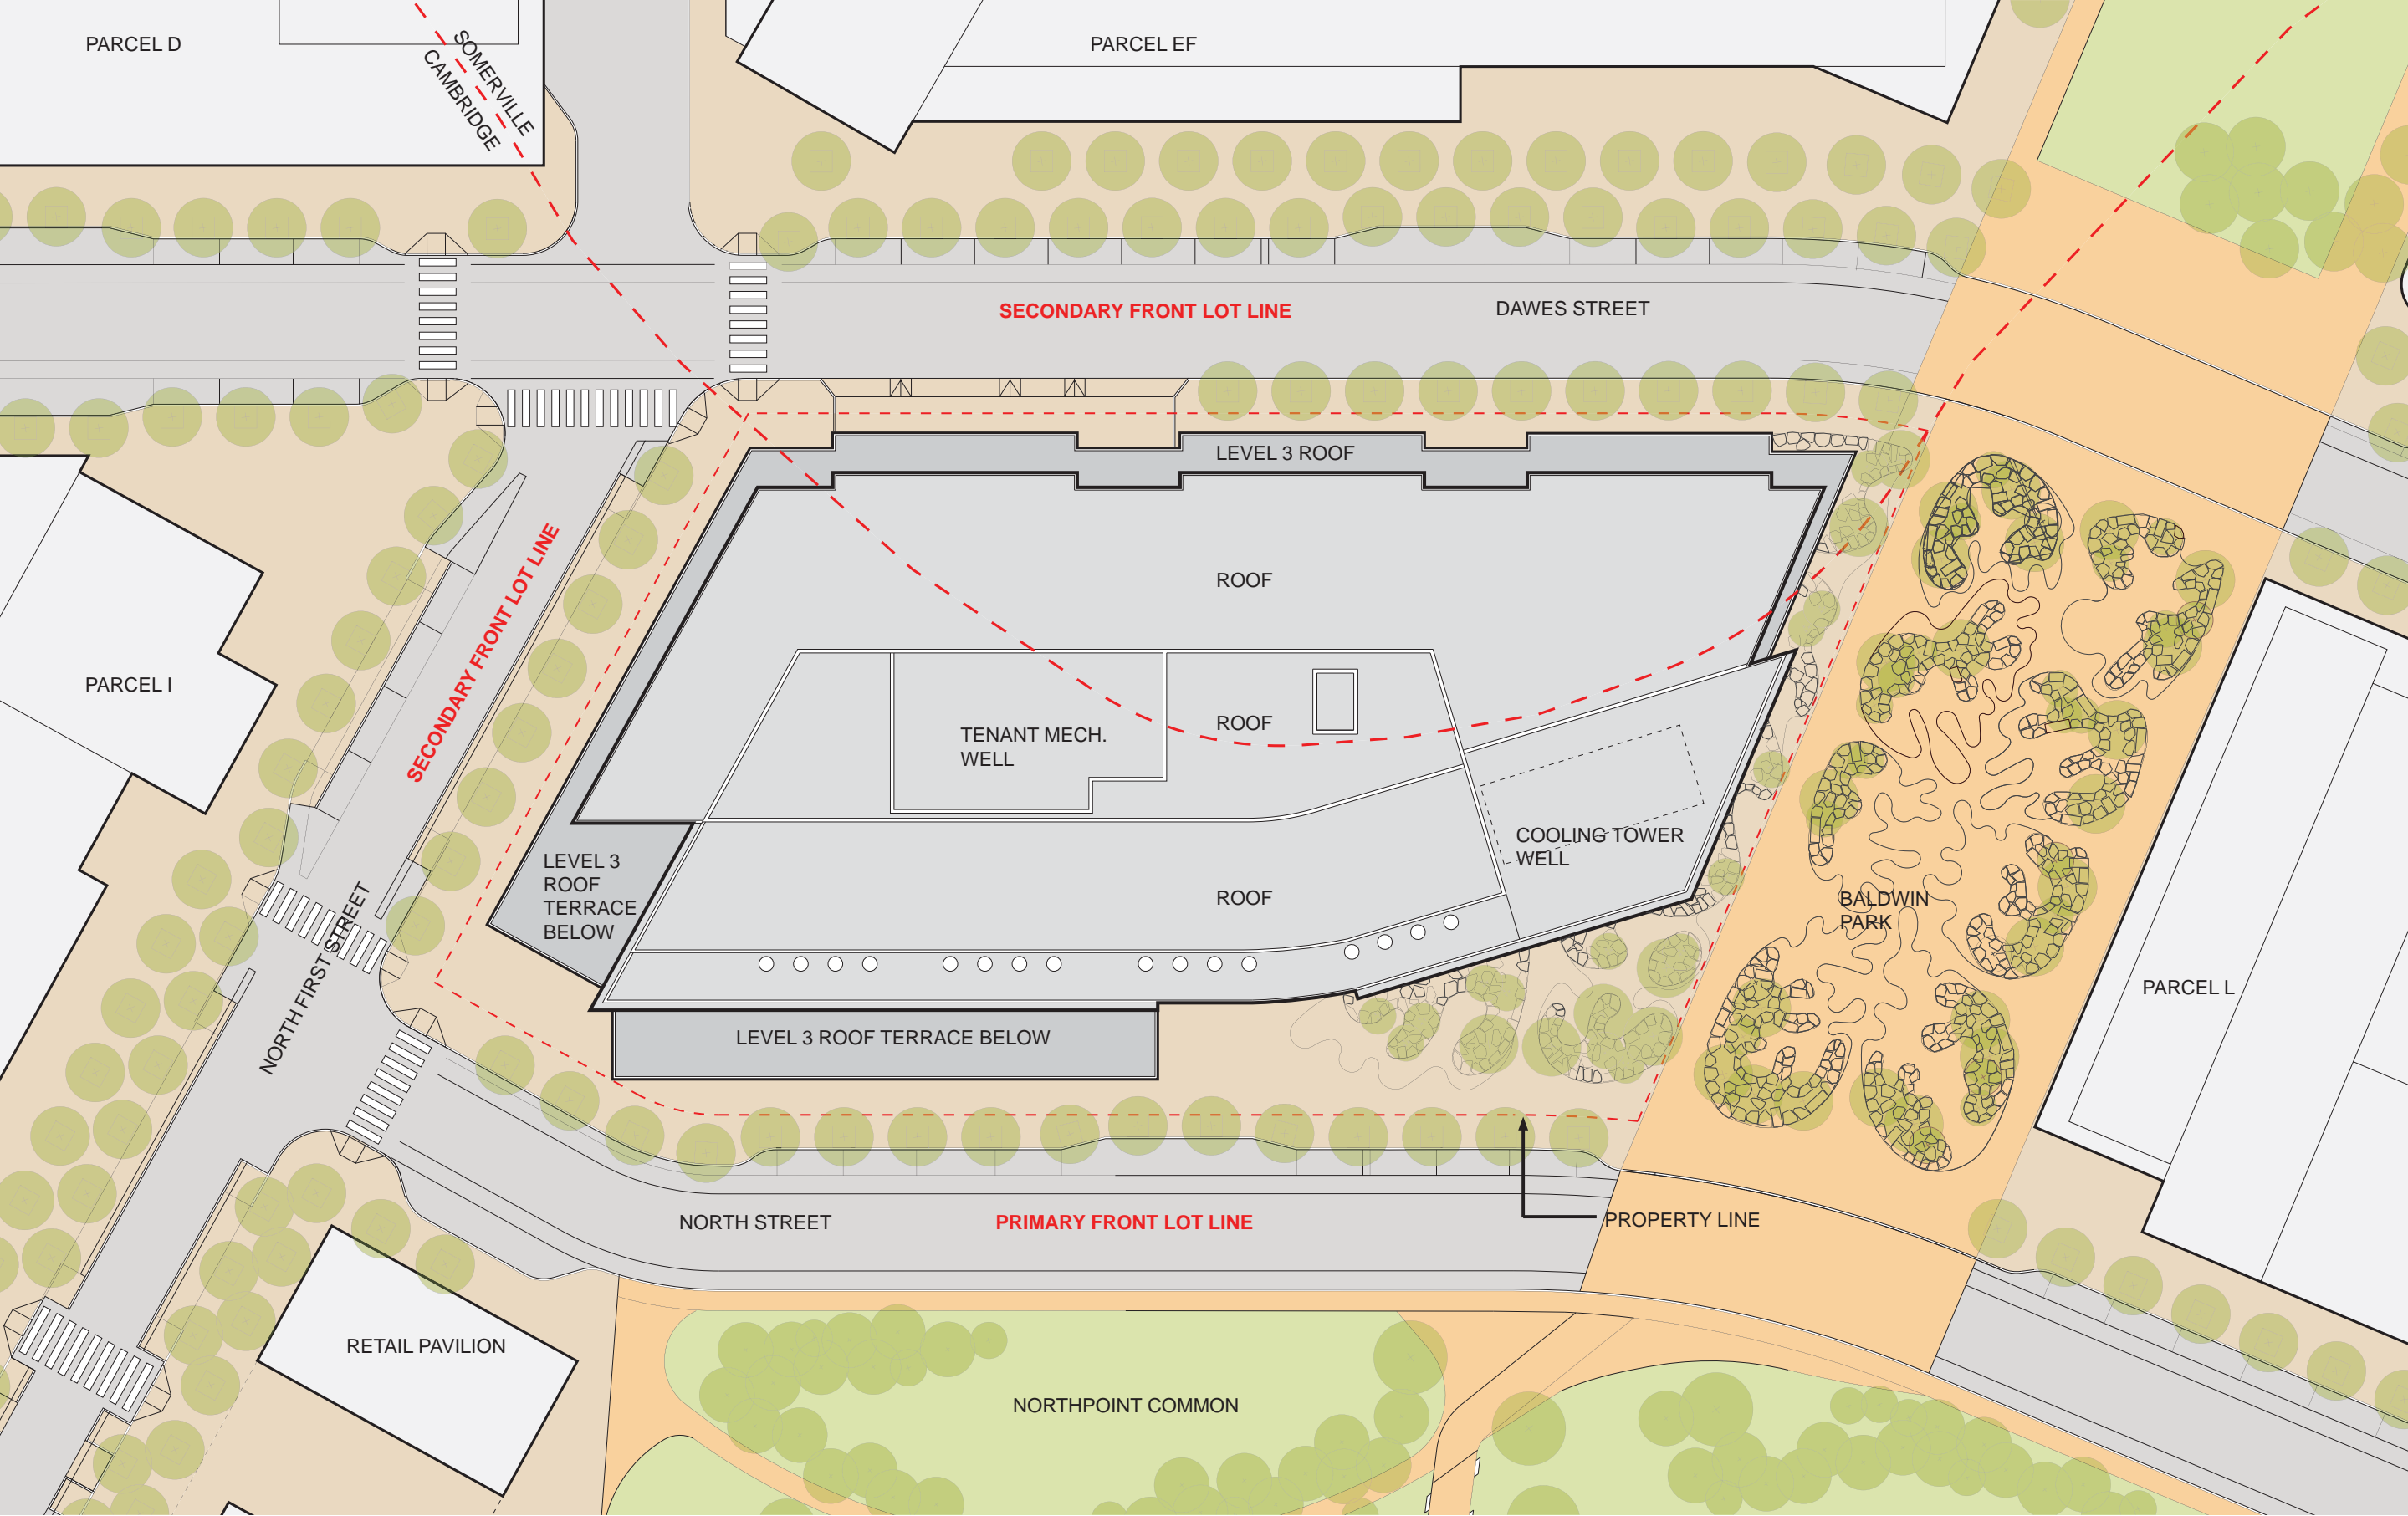 PARCEL D
SOMERVILLE
CAMBRIDGE
PARCEL EF
SECONDARY FRONT LOT LINE
DAWES STREET
LEVEL 3 ROOF
SECONDARY FRONT LOT LINE
ROOF
PARCEL I
TENANT MECH.
WELL
ROOF
COOLING TOWER
WELL
LEVEL 3
ROOF
TERRACE
BELOW
ROOF
BALDWIN
PARK
NORTH FIRST STREET
PARCEL L
LEVEL 3 ROOF TERRACE BELOW
NORTH STREET
PRIMARY FRONT LOT LINE
PROPERTY LINE
RETAIL PAVILION
NORTHPOINT COMMON